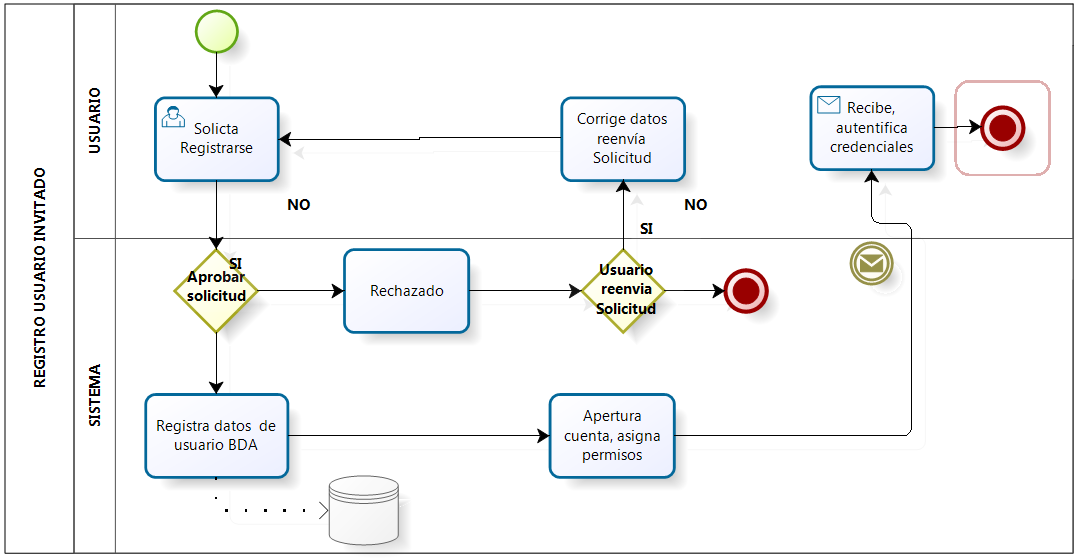 REGISTRO USUARIO INVITADO
USUARIO
Solicta
Registrarse
Corrige datos
reenvía
Solicitud
Recibe,
autentifica
credenciales
NO
NO
SI
SISTEMA
SI
Aprobar
solicitud
Rechazado
Usuario
reenvia
Solicitud
Registra datos de
usuario BDA
Apertura
cuenta, asigna
permisos